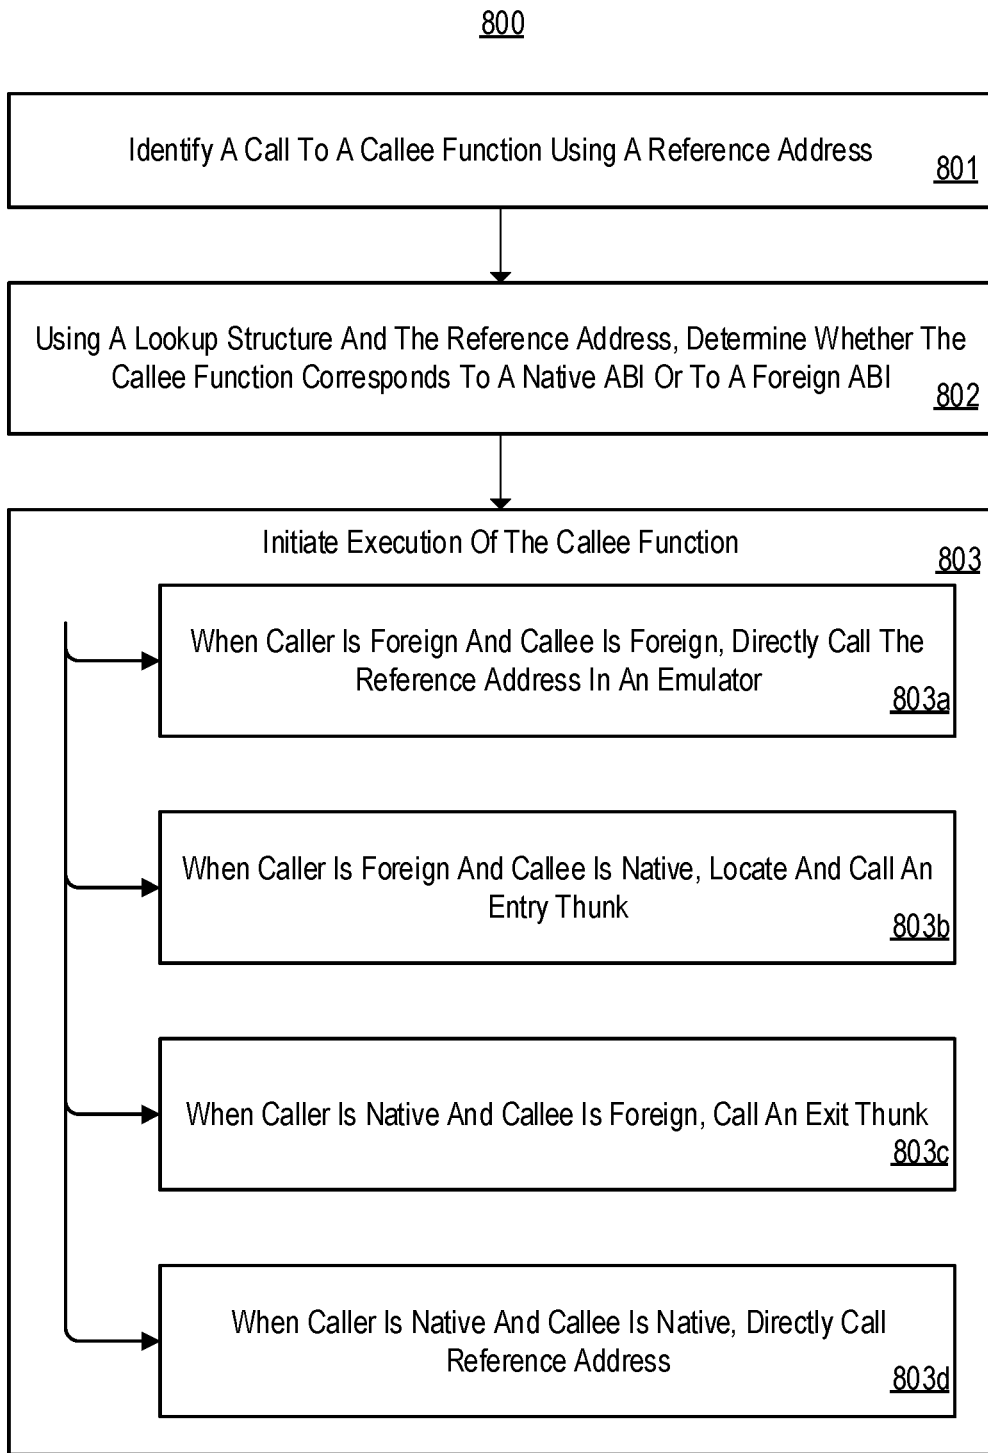 800
Identify A Call To A Callee Function Using A Reference Address
801
Using A Lookup Structure And The Reference Address, Determine Whether The
Callee Function Corresponds To A Native ABI Or To A Foreign ABI
802
Initiate Execution Of The Callee Function
803
When Caller Is Foreign And Callee Is Foreign, Directly Call The
Reference Address In An Emulator
803a
When Caller Is Foreign And Callee Is Native, Locate And Call An
Entry Thunk
803b
When Caller Is Native And Callee Is Foreign, Call An Exit Thunk
803c
When Caller Is Native And Callee Is Native, Directly Call
Reference Address
803d